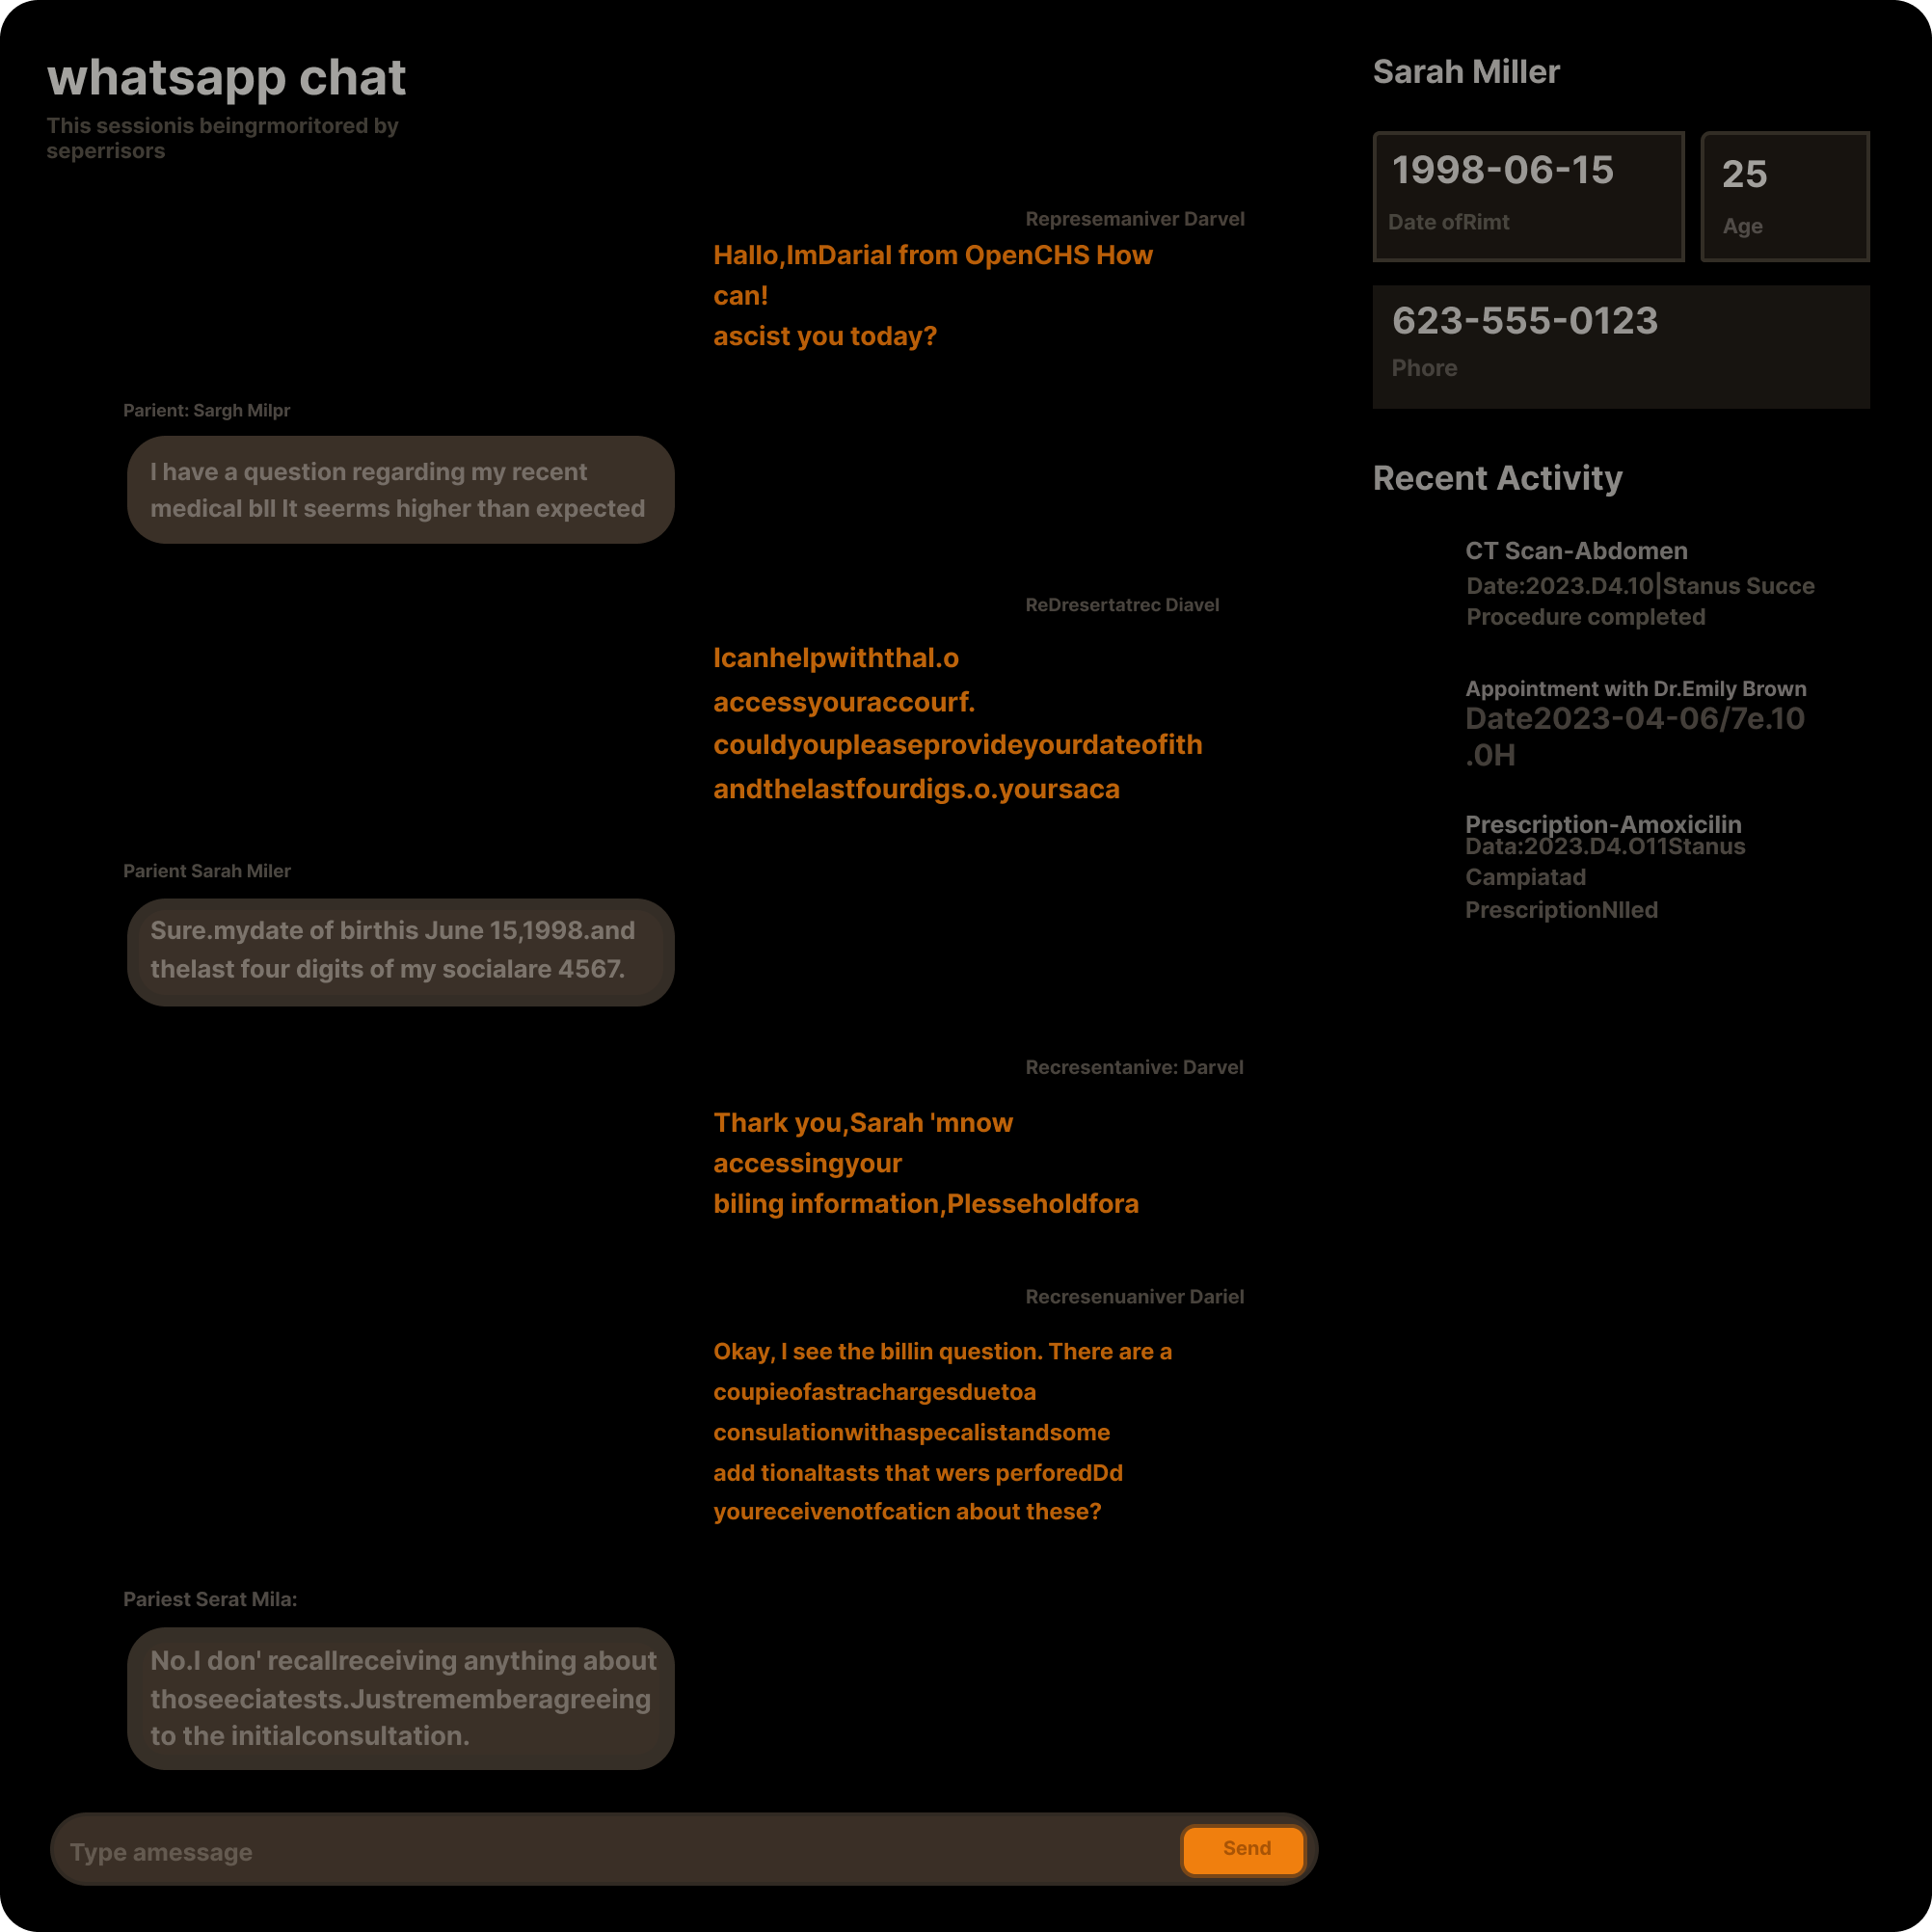 whatsapp chat
This sessionis beingrmoritored by
seperrisors
Represemaniver Darvel
Hallo,ImDarial from OpenCHS How
can!
ascist you today?
Parient: Sargh Milpr
I have a question regarding my recent
medical bll It seerms higher than expected
ReDresertatrec Diavel
Icanhelpwiththal.o
accessyouraccourf.
couldyoupleaseprovideyourdateofith
andthelastfourdigs.o.yoursaca
Parient Sarah Miler
Sure.mydate of birthis June 15,1998.and
thelast four digits of my socialare 4567.
Recresentanive: Darvel
Thark you,Sarah 'mnow
accessingyour
biling information,Plesseholdfora
Recresenuaniver Dariel
Okay, I see the billin question. There are a
coupieofastrachargesduetoa
consulationwithaspecalistandsome
add tionaltasts that wers perforedDd
youreceivenotfcaticn about these?
Pariest Serat Mila:
No.I don' recallreceiving anything about
thoseeciatests.Justrememberagreeing
to the initialconsultation.
Type amessage
Send
Sarah Miller
1998-06-15
Date ofRimt
25
Age
623-555-0123
Phore
Recent Activity
CT Scan-Abdomen
Date:2023.D4.10|Stanus Succe
Procedure completed
Appointment with Dr.Emily Brown
Date2023-04-06/7e.10
.0H
Prescription-Amoxicilin
Data:2023.D4.O11Stanus
Campiatad
PrescriptionNlled